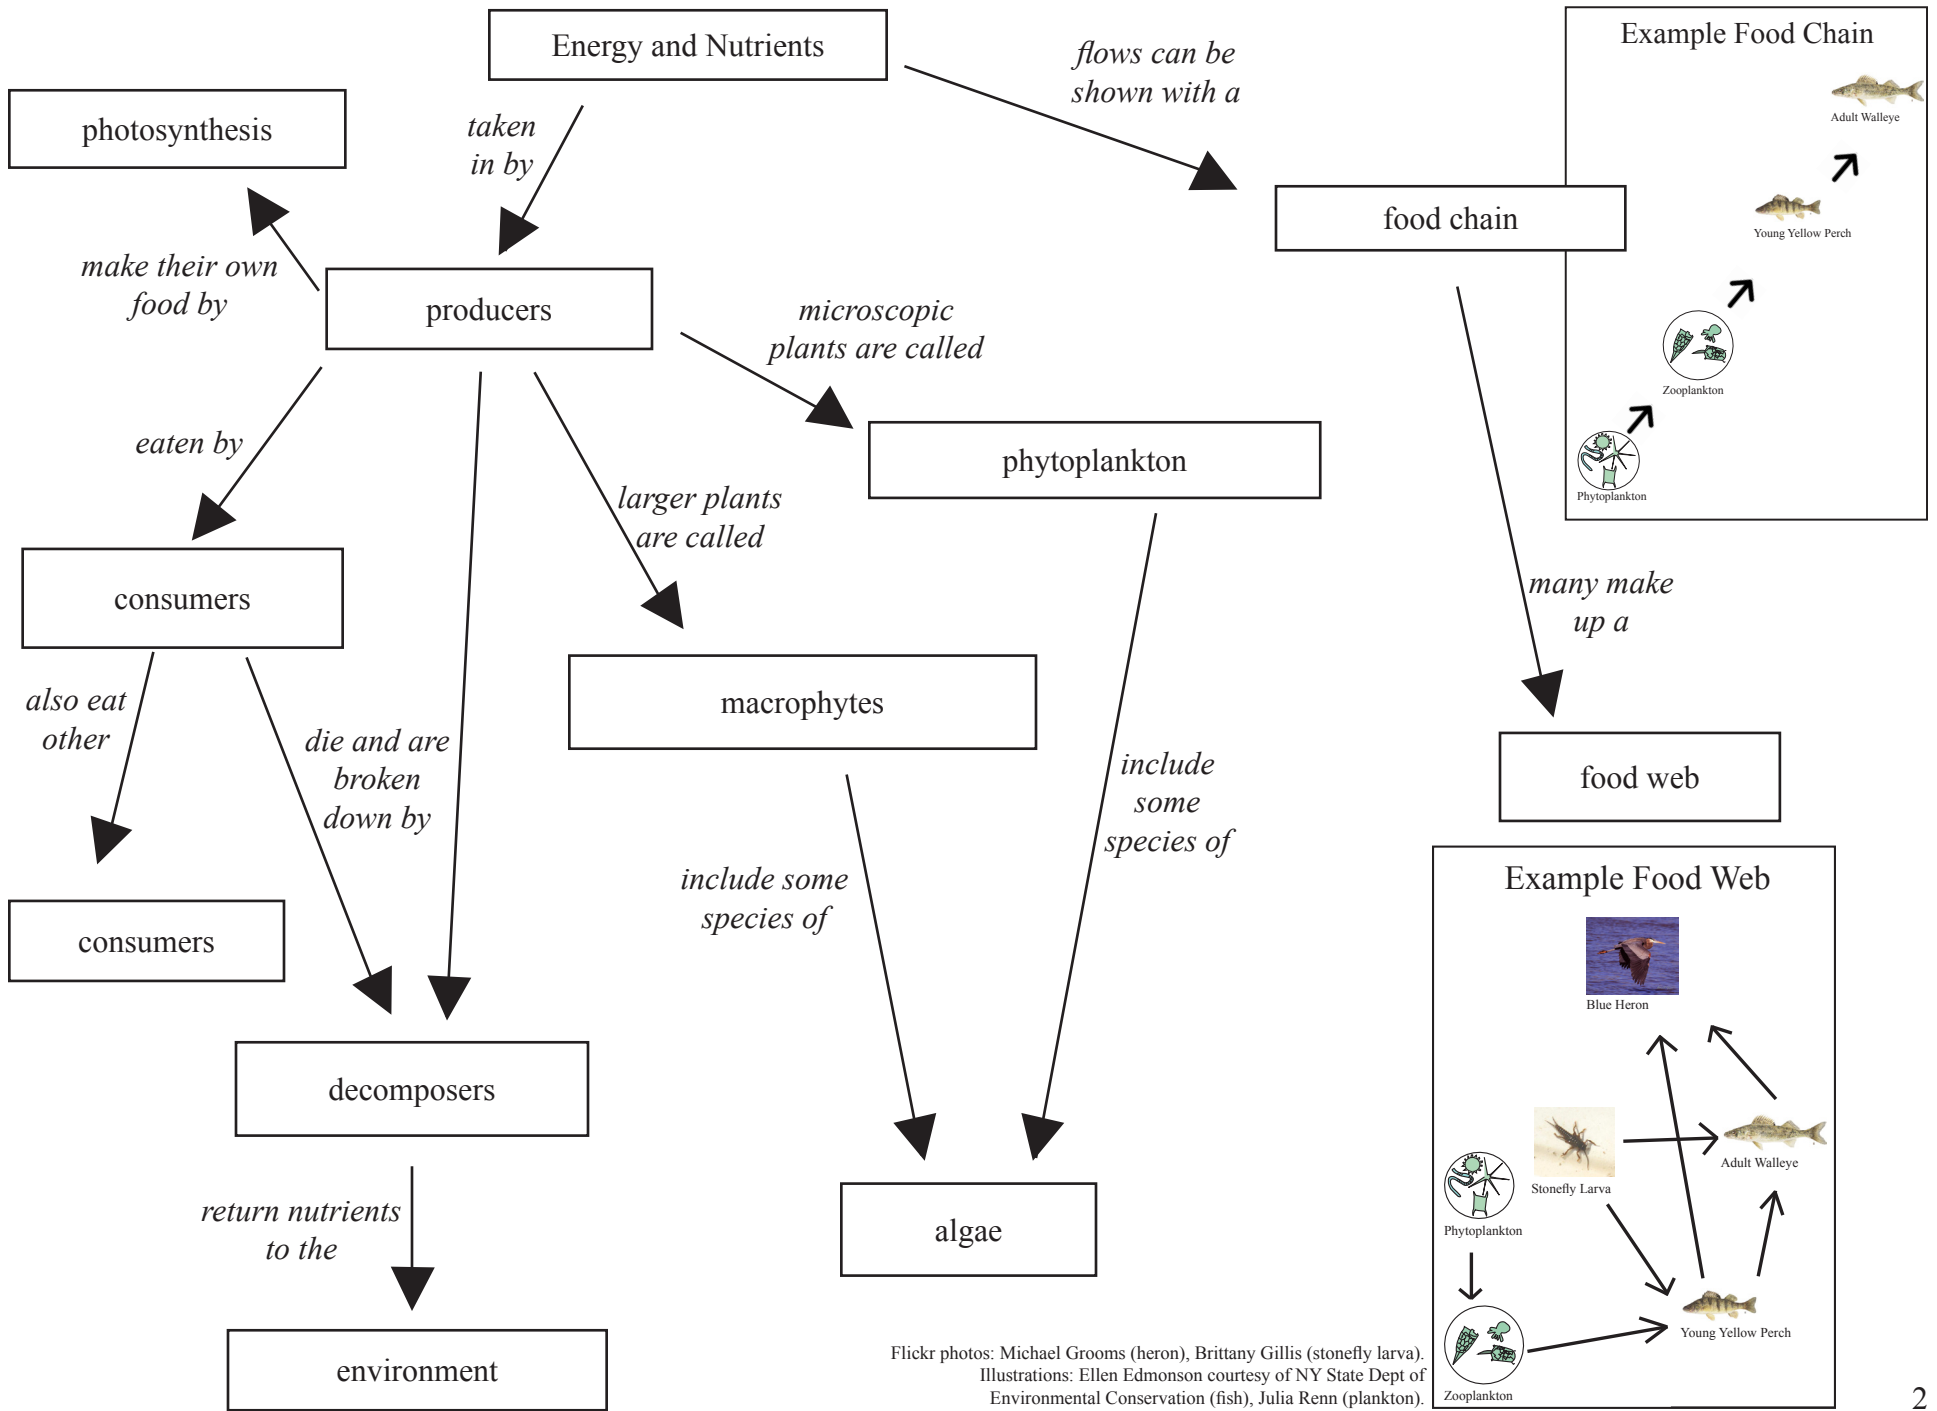 Energy and Nutrients
flows can be
shown with a
Example Food Chain
Adult Walleye
Young Yellow Perch
Zooplankton
Phytoplankton
photosynthesis
taken
in by
food chain
make their own
food by
producers
microscopic
plants are called
eaten by
phytoplankton
larger plants
are called
many make
up a
consumers
macrophytes
also eat
other
die and are
broken
down by
include
some
species of
food web
include some
species of
consumers
decomposers
algae
return nutrients
to the
environment
Example Food Web
Blue Heron
Adult Walleye
Stonefly Larva
Phytoplankton
Young Yellow Perch
Zooplankton
Flickr photos: Michael Grooms (heron), Brittany Gillis (stonefly larva).
Illustrations: Ellen Edmonson courtesy of NY State Dept of
Environmental Conservation (fish), Julia Renn (plankton).
2